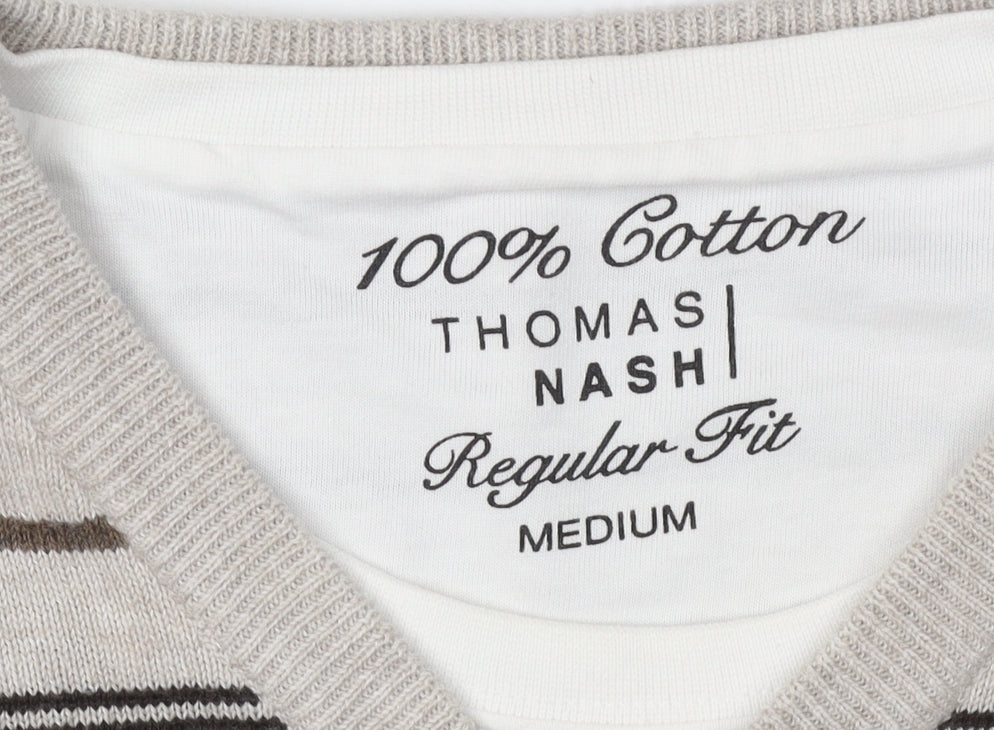 100% Cotton
THOMAS
NASH
Regular Fit
MEDIUM